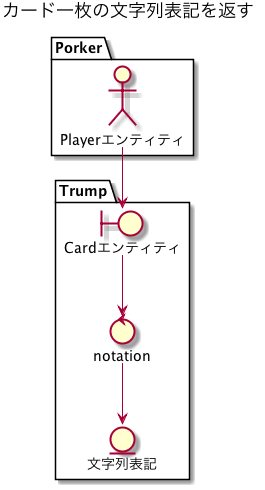 カード一枚の文字列表記を返す
Porker
Playerエンティティ
Trump
Cardエンティティ
notation
文字列表記